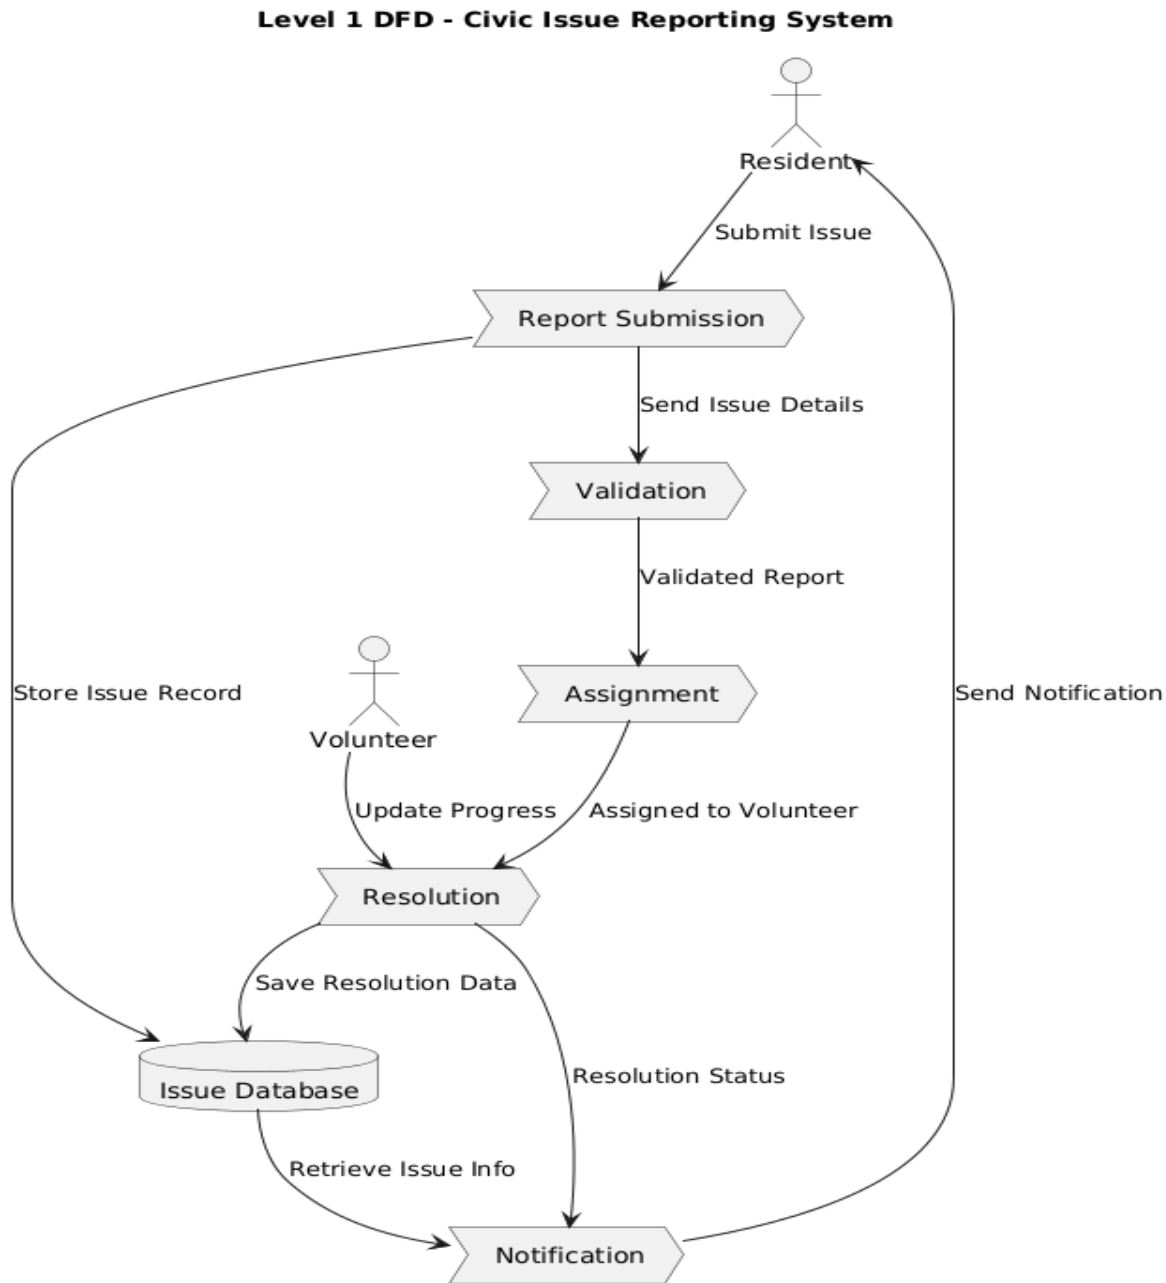 Level 1 DFD - Civic Issue Reporting System
Resident
Submit Issue
Report Submission
Send Issue Details
Validation
Validated Report
Store Issue Record
Assignment
Send Notification
Volunteer
Update Progress
Assigned to Volunteer
Resolution
Save Resolution Data
Resolution Status
Issue Database
Retrieve Issue Info
Notification